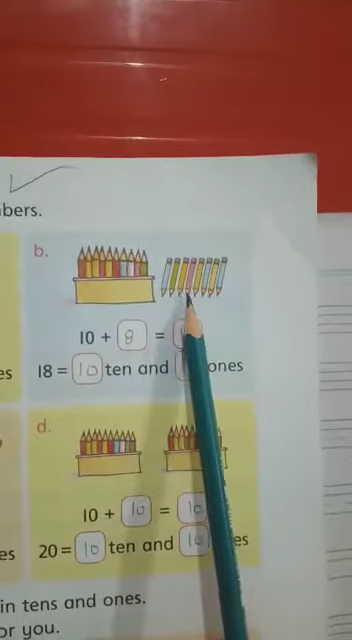 bers.
b.
10 + 8 =
es 18 = 10 ten and ones
d.
10 + 10 = 10
es 20 = 10 ten and 10 es
in tens and ones.
or you.